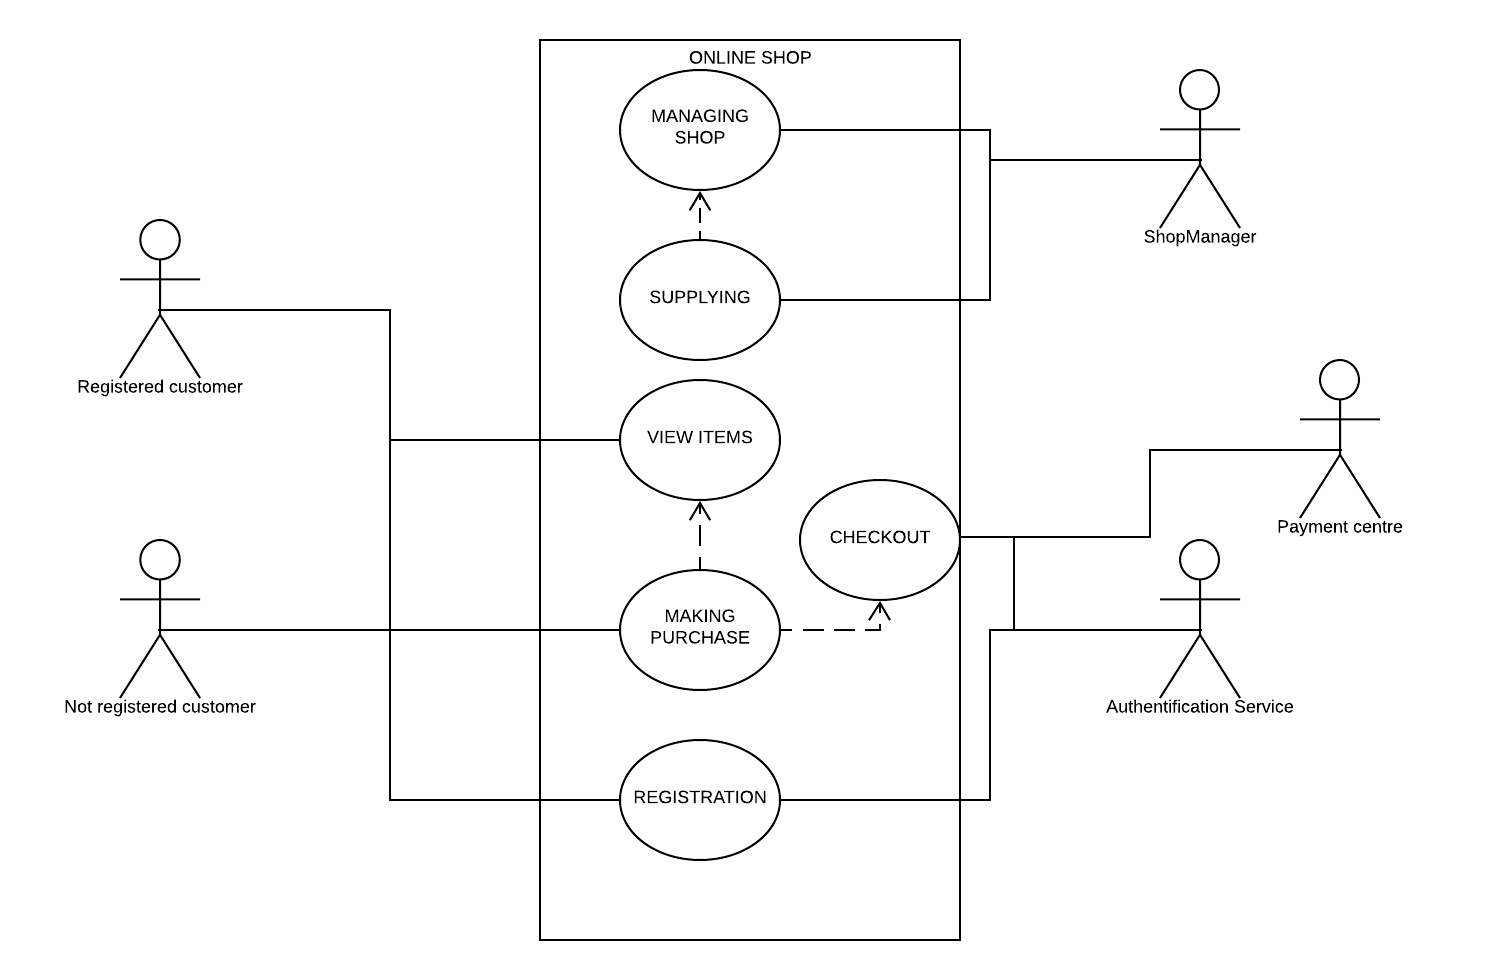 ONLINE SHOP
MANAGING
SHOP
ShopManager
SUPPLYING
Registered customer
VIEW ITEMS
CHECKOUT
Payment centre
MAKING
PURCHASE
Not registered customer
Authentification Service
REGISTRATION